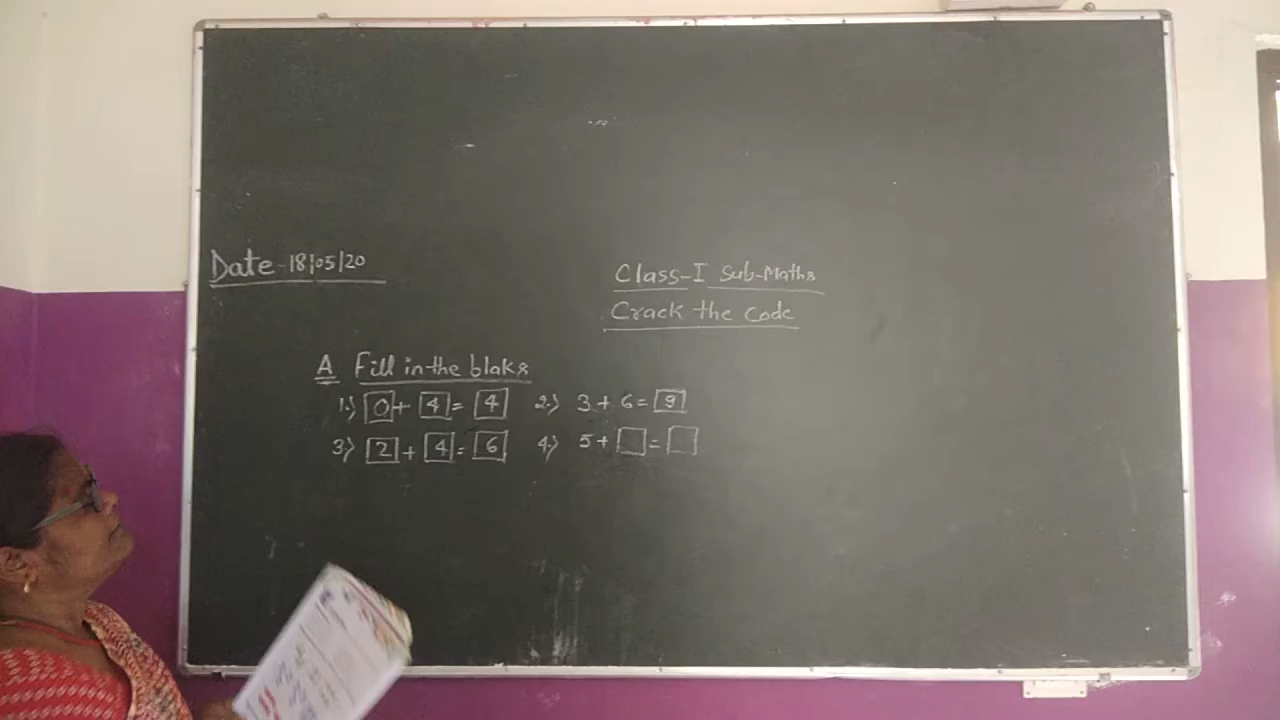 Date - 18/05/20
Class-I Sub-Maths
Crack the code
A Fill in the blaks
1.) 0 + 4 = 4 2.) 3 + 6 = 9
3.) 2 + 4 = 6 4.) 5 + □ = □